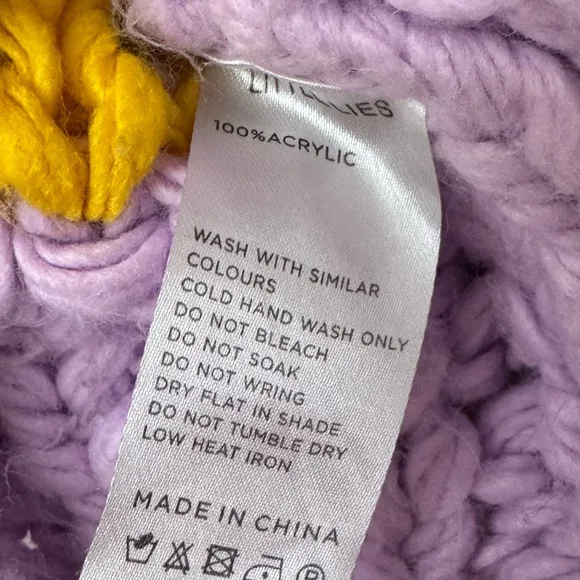 100%ACRYLIC
WASH WITH SIMILAR
COLOURS
COLD HAND WASH ONLY
DO NOT BLEACH
DO NOT SOAK
DO NOT WRING
DRY FLAT IN SHADE
DO NOT TUMBLE DRY
LOW HEAT IRON
MADE IN CHINA
P